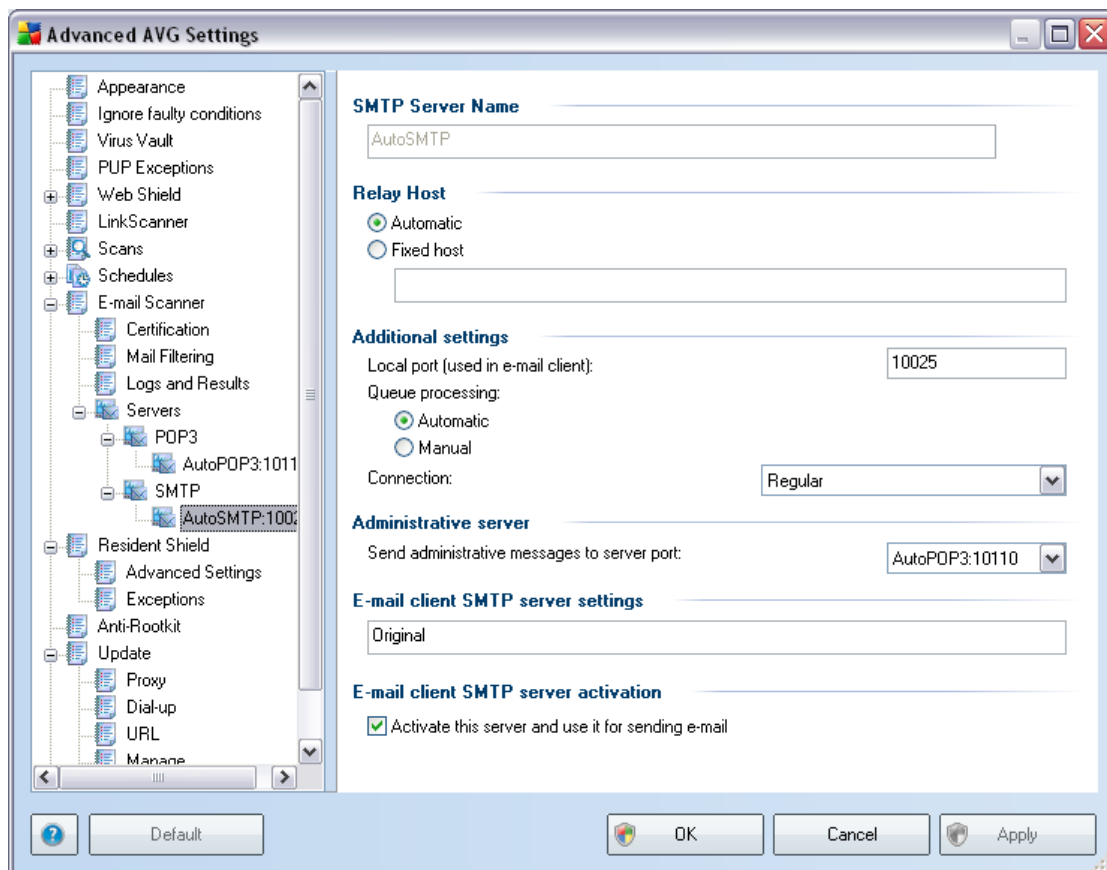 Advanced AVG Settings
Appearance
Ignore faulty conditions
Virus Vault
PUP Exceptions
Web Shield
LinkScanner
Scans
Schedules
E-mail Scanner
Certification
Mail Filtering
Logs and Results
Servers
POP3
AutoPOP3:1011
SMTP
AutoSMTP:1002
Resident Shield
Advanced Settings
Exceptions
Anti-Rootkit
Update
Proxy
Dial-up
URL
Manage
SMTP Server Name
AutoSMTP
Relay Host
Automatic
Fixed host
Additional settings
Local port (used in e-mail client):
10025
Queue processing:
Automatic
Manual
Connection:
Regular
Administrative server
Send administrative messages to server port:
AutoPOP3:10110
E-mail client SMTP server settings
Original
E-mail client SMTP server activation
Activate this server and use it for sending e-mail
Default
OK
Cancel
Apply